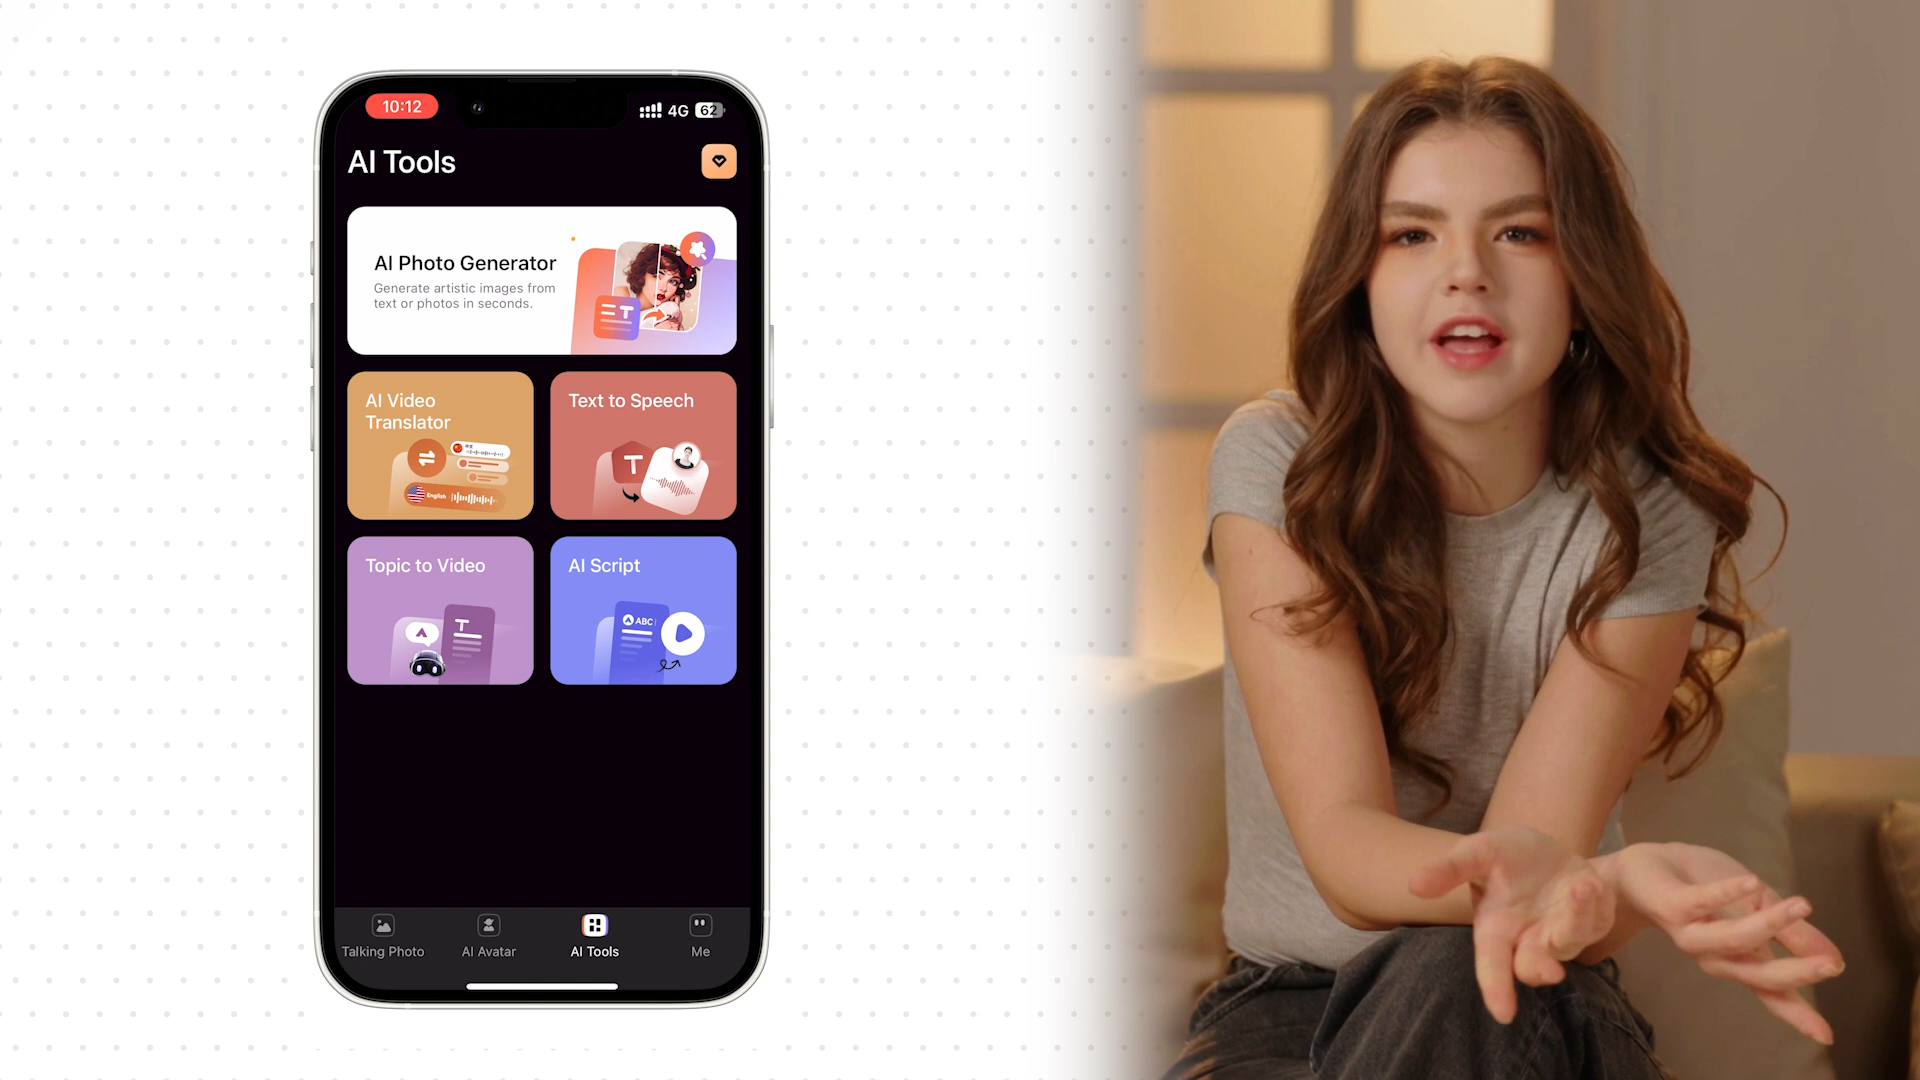 10:12
4G 62
AI Tools
AI Photo Generator
Generate artistic images from
text or photos in seconds.
T
AI Video
Translator
中文
English
Text to Speech
T
Topic to Video
T
AI Script
ABC
Talking Photo
AI Avatar
AI Tools
Me